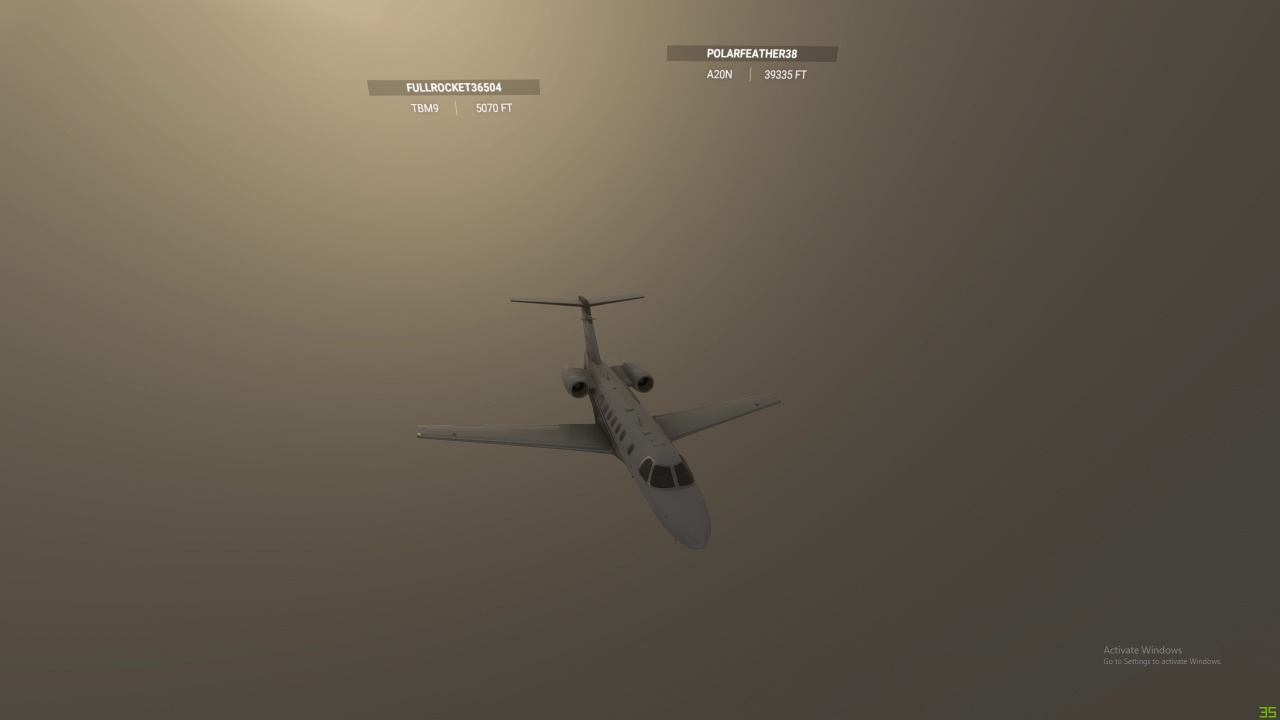 POLARFEATHER38
A20N | 39335 FT
FULLROCKET36504
TBM9 | 5070 FT
Activate Windows
Go to Settings to activate Windows.
35